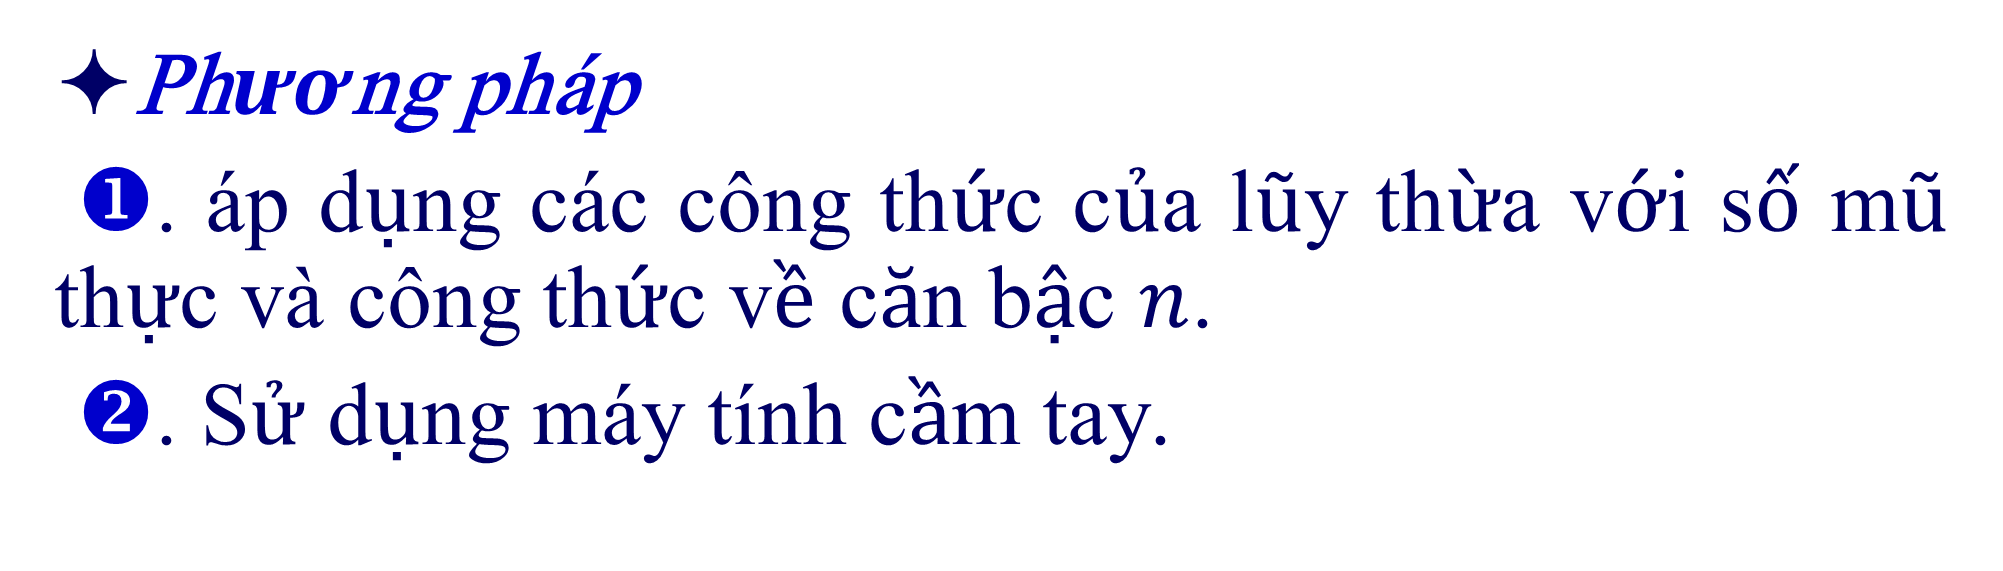 ✦ Phương pháp
❶. áp dụng các công thức của lũy thừa với số mũ
thực và công thức về căn bậc n.
❷. Sử dụng máy tính cầm tay.